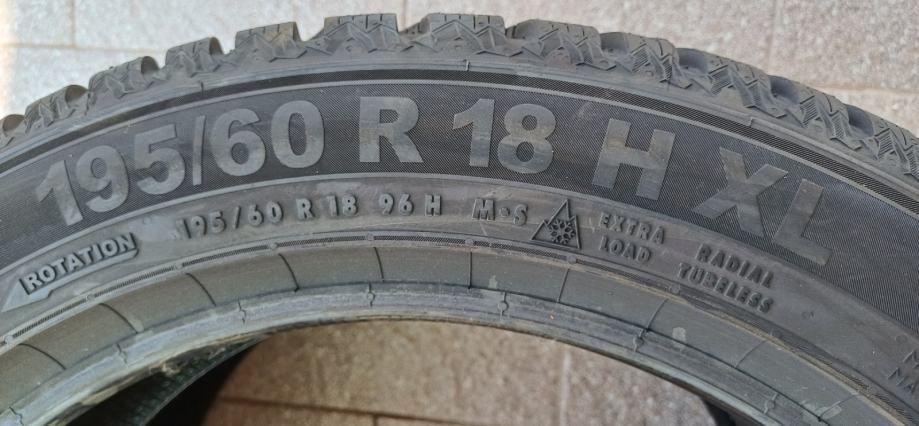 195/60 R 18 H XL
ROTATION
195/60 R 18 96 H M•S
EXTRA
LOAD
RADIAL
TUBELESS